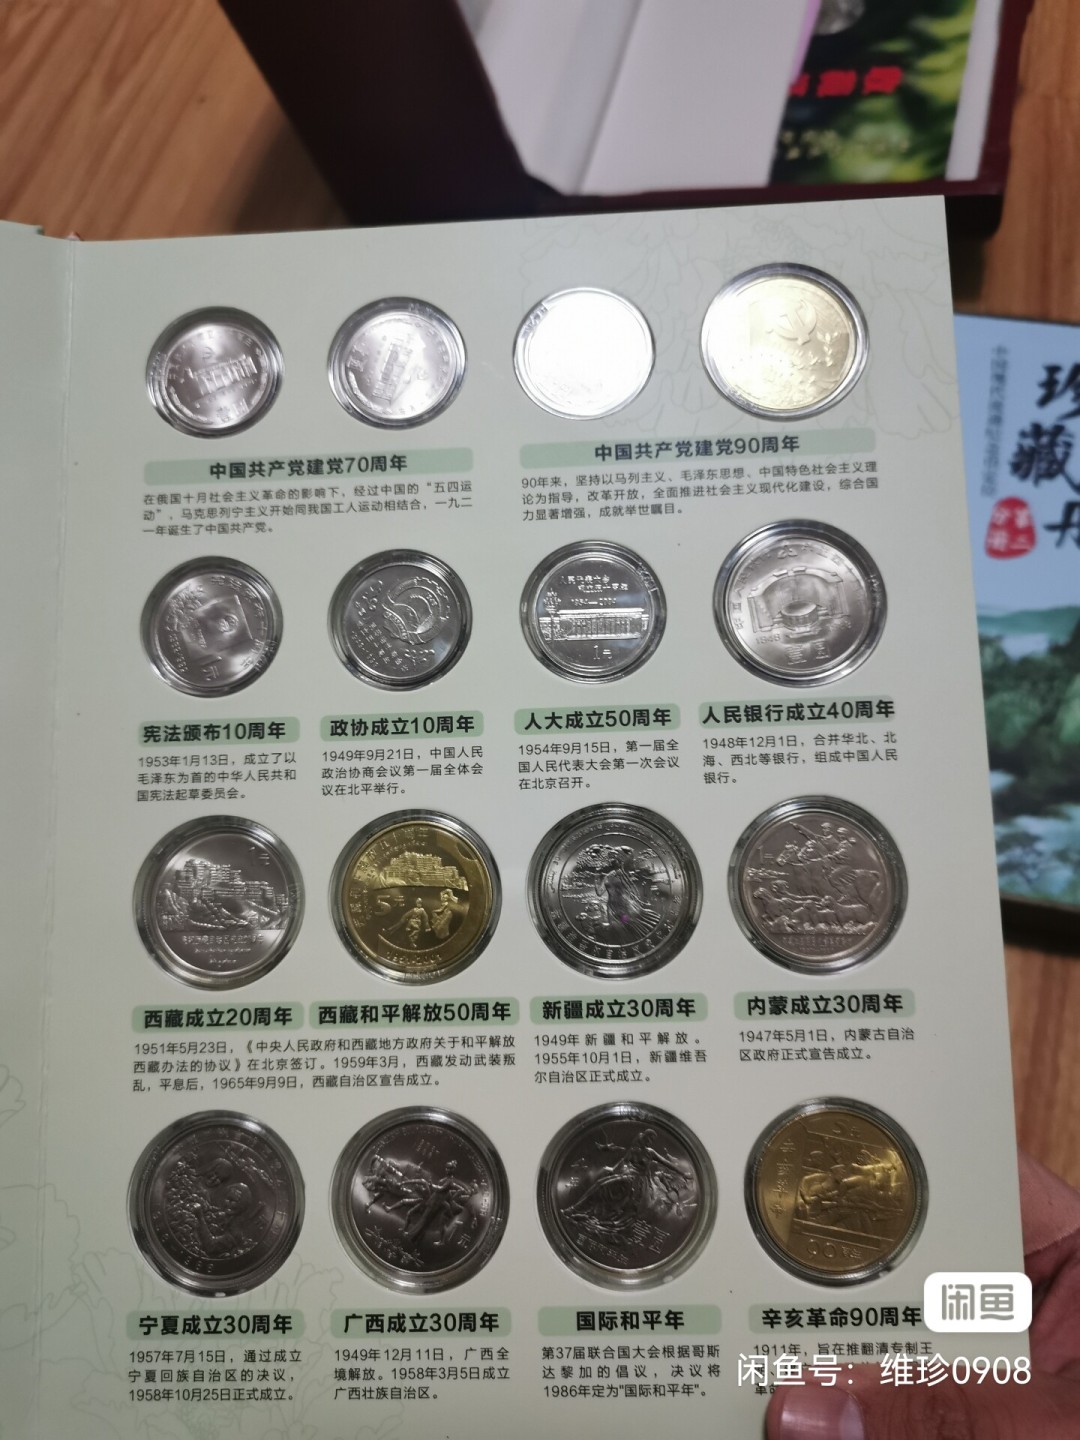 中国共产党建党70周年
在俄国十月社会主义革命的影响下，经过中国的“五四运
动”，马克思列宁主义开始同我国工人运动相结合，一九二
一年诞生了中国共产党。
中国共产党建党90周年
90年来，坚持以马列主义、毛泽东思想、中国特色社会主义理
论为指导，改革开放，全面推进社会主义现代化建设，综合国
力显著增强，成就举世瞩目。
1954—2004
1元
1948
宪法颁布10周年
1953年1月13日，成立了以
毛泽东为首的中华人民共和
国宪法起草委员会。
政协成立10周年
1949年9月21日，中国人民
政治协商会议第一届全体会
议在北平举行。
人大成立50周年
1954年9月15日，第一届全
国人民代表大会第一次会议
在北京召开。
人民银行成立40周年
1948年12月1日，合并华北、北
海、西北等银行，组成中国人民
银行。
5元
1元
西藏成立20周年
西藏和平解放50周年
1951年5月23日，《中央人民政府和西藏地方政府关于和平解放
西藏办法的协议》在北京签订。1959年3月，西藏发动武装叛
乱，平息后，1965年9月9日，西藏自治区宣告成立。
新疆成立30周年
1949年新疆和平解放。
1955年10月1日，新疆维吾
尔自治区正式成立。
内蒙成立30周年
1947年5月1日，内蒙古自治
区政府正式宣告成立。
5元
宁夏成立30周年
1957年7月15日，通过成立
宁夏回族自治区的决议，
1958年10月25日正式成立。
广西成立30周年
1949年12月11日，广西全
境解放。1958年3月5日成立
广西壮族自治区。
国际和平年
第37届联合国大会根据哥斯
达黎加的倡议，决议将
1986年定为"国际和平年"。
辛亥革命90周年
1911年，旨在推翻清专制王
珍藏册
第二
分册
闲鱼
闲鱼号：维珍0908